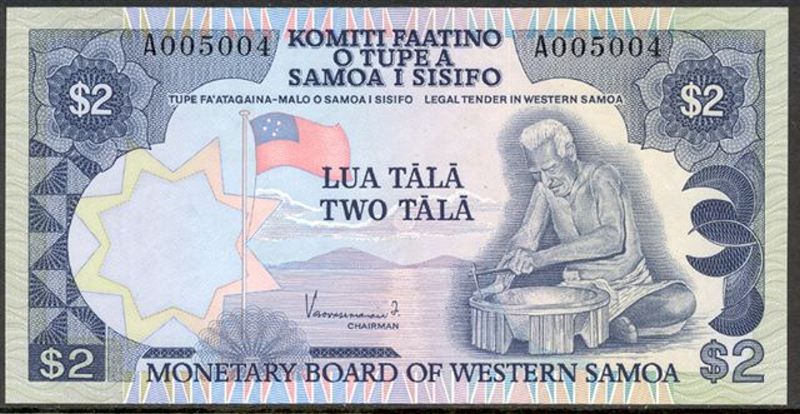 A005004
KOMITI FAATINO
A005004
O TUPE A
SAMOA I SISIFO
$2
$2
TUPE FA'ATAGAINA-MALO O SAMOA I SISIFO LEGAL TENDER IN WESTERN SAMOA
LUA TĀLĀ
TWO TĀLĀ
CHAIRMAN
$2
$2
MONETARY BOARD OF WESTERN SAMOA